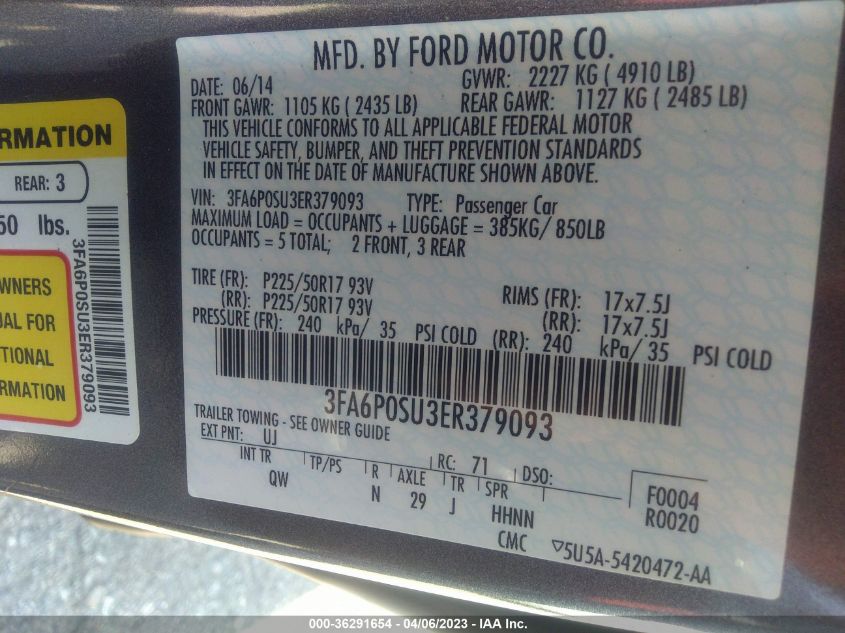 MFD. BY FORD MOTOR CO.
DATE: 06/14 GVWR: 2227 KG ( 4910 LB)
FRONT GAWR: 1105 KG ( 2435 LB) REAR GAWR: 1127 KG ( 2485 LB)
THIS VEHICLE CONFORMS TO ALL APPLICABLE FEDERAL MOTOR
VEHICLE SAFETY, BUMPER, AND THEFT PREVENTION STANDARDS
IN EFFECT ON THE DATE OF MANUFACTURE SHOWN ABOVE.
VIN: 3FA6P0SU3ER379093 TYPE: Passenger Car
MAXIMUM LOAD = OCCUPANTS + LUGGAGE = 385KG/ 850LB
OCCUPANTS = 5 TOTAL; 2 FRONT, 3 REAR
TIRE (FR): P225/50R17 93V RIMS (FR): 17x7.5J
(RR): P225/50R17 93V (RR): 17x7.5J
PRESSURE (FR): 240 kPa/ 35 PSI COLD (RR): 240 kPa/ 35 PSI COLD
3FA6P0SU3ER379093
TRAILER TOWING - SEE OWNER GUIDE
EXT PNT: UJ RC: 71 DSO:
INT TR TP/PS R AXLE TR SPR
QW N 29 J HHNN
CMC
F0004
R0020
▽5U5A-5420472-AA
RMATION
REAR: 3
50 lbs.
WNERS
UAL FOR
TIONAL
ORMATION
3FA6P0SU3ER379093
000-36291654 - 04/06/2023 - IAA Inc.